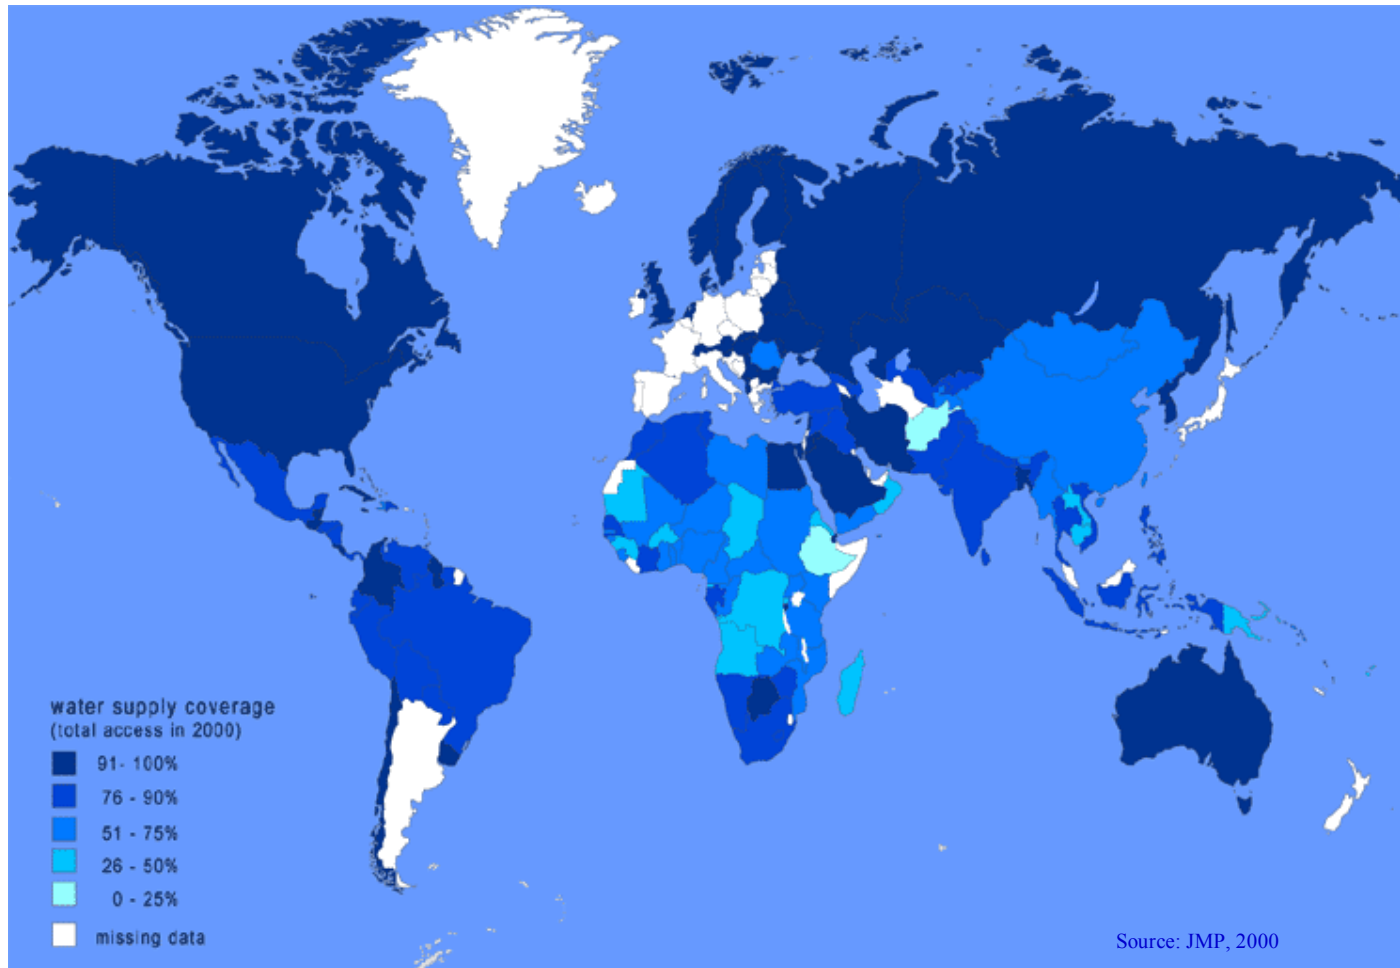 water supply coverage
(total access in 2000)
91- 100%
76 - 90%
51 - 75%
26 - 50%
0 - 25%
missing data
Source: JMP, 2000